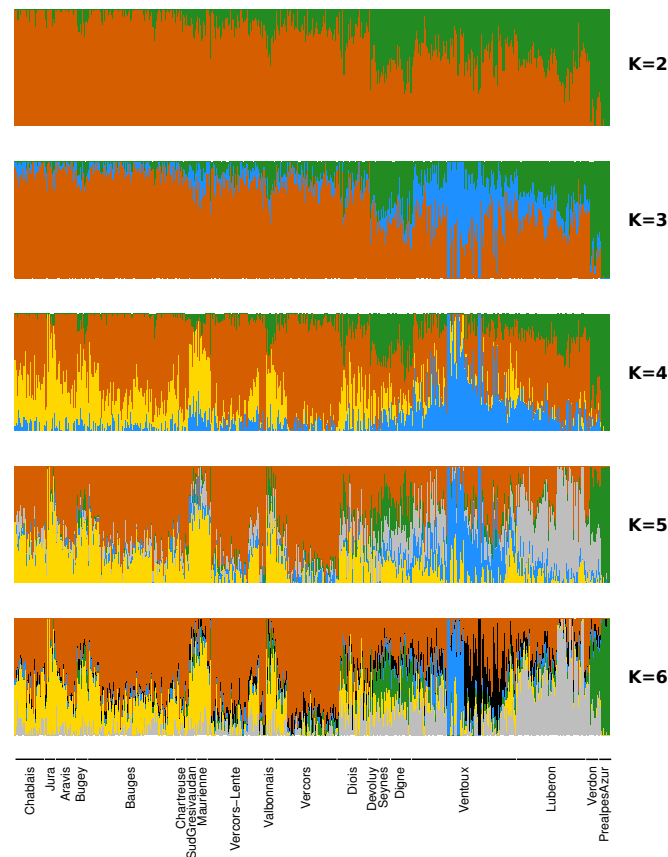 K=2
K=3
K=4
K=5
K=6
Chablais
Jura
Aravis
Bugey
Bauges
Chartreuse
SudGresivaudan
Maurienne
Vercors-Lente
Valbonnais
Vercors
Diois
Devoluy
Seynes
Digne
Ventoux
Luberon
Verdon
PrealpesAzur